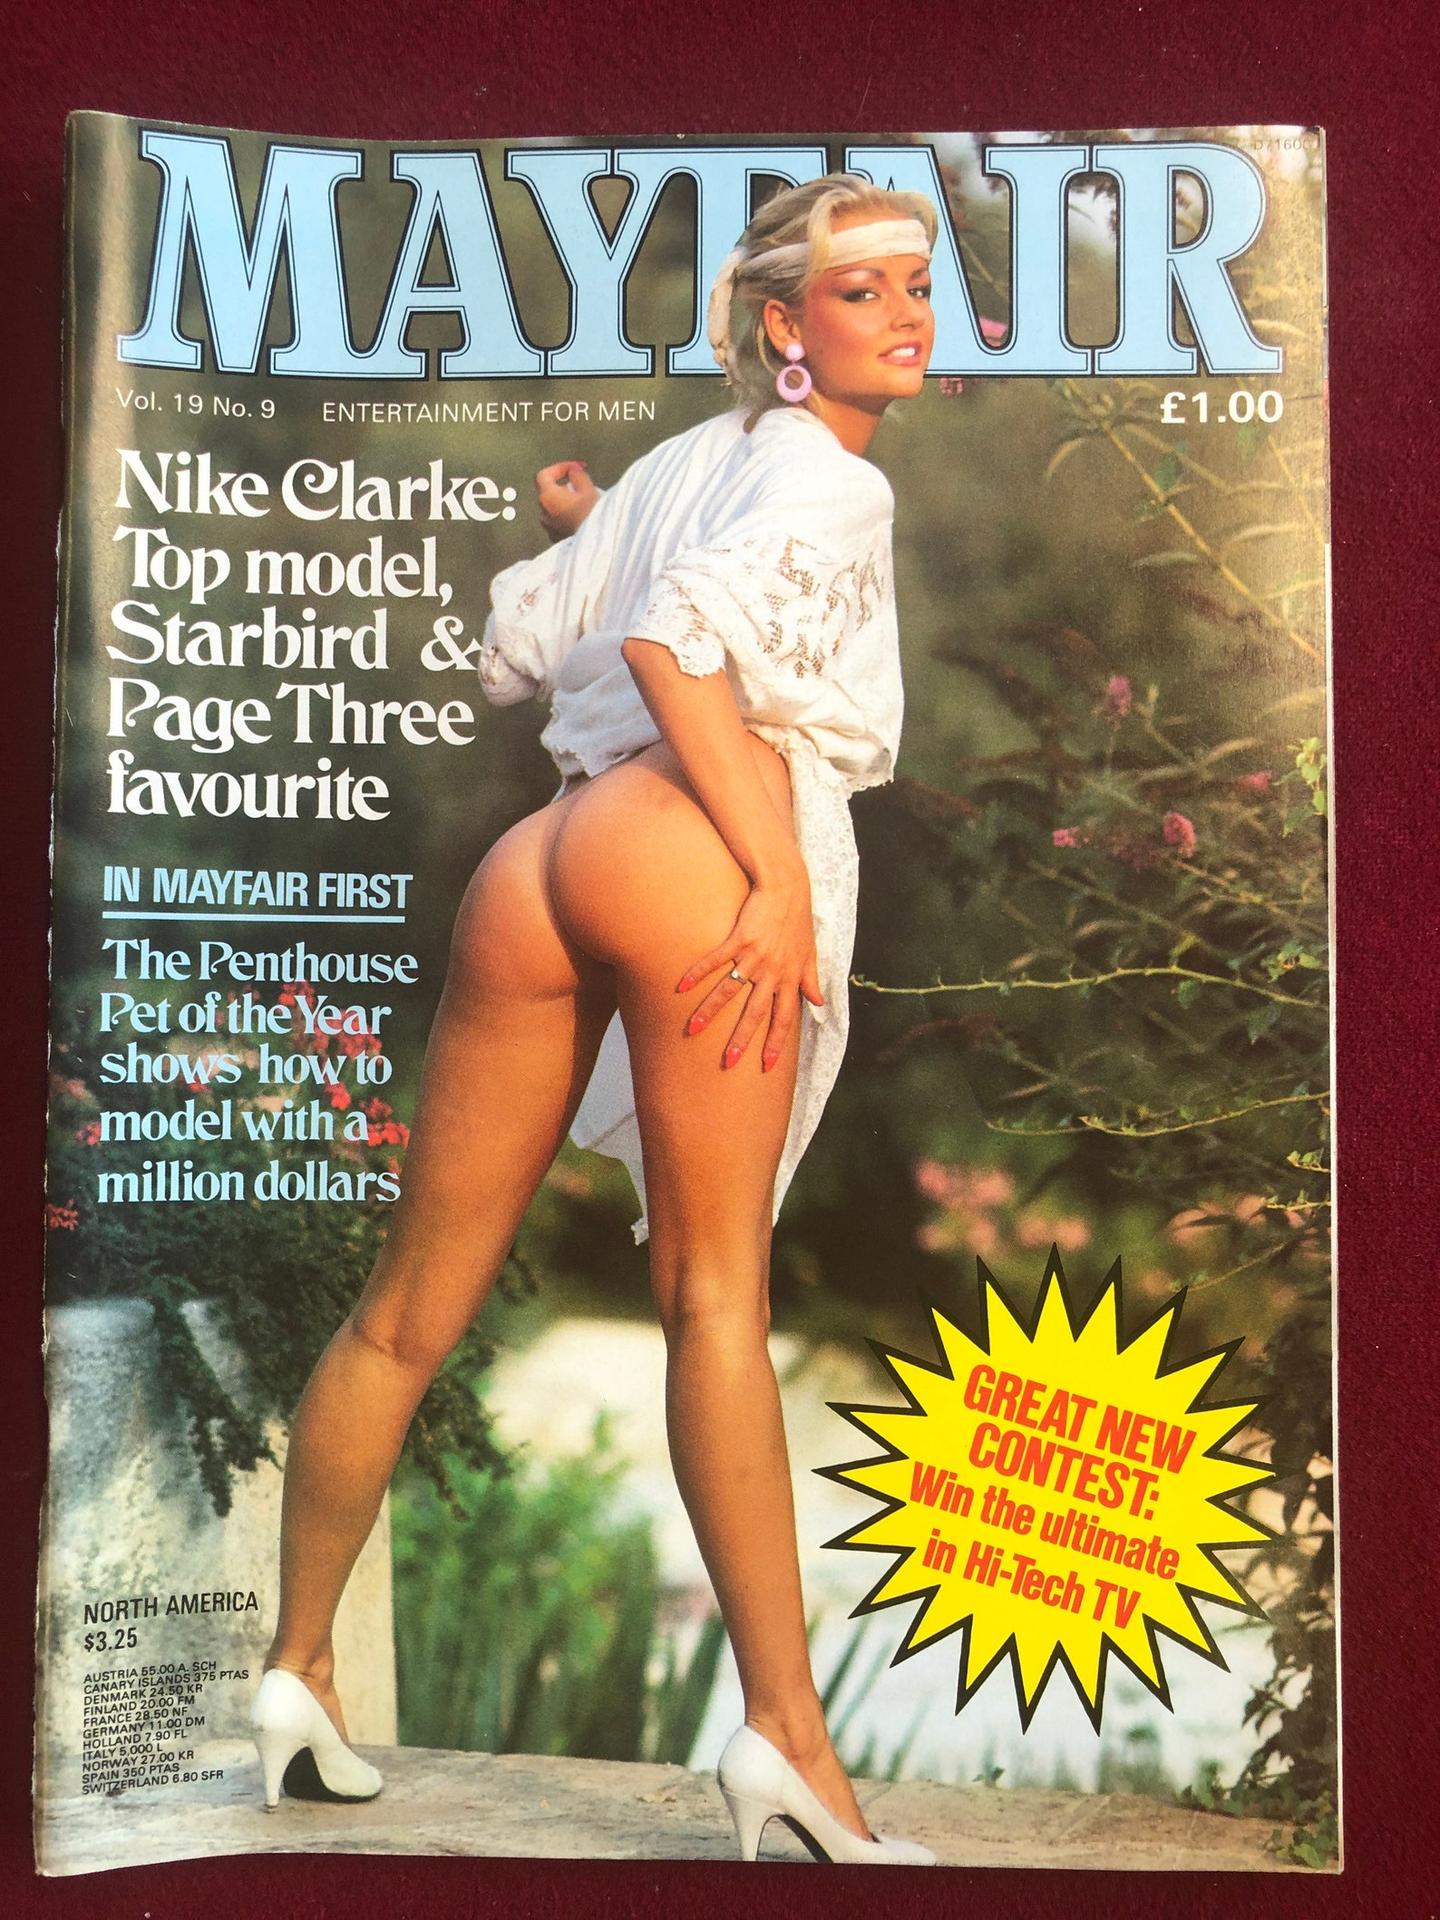 MAYFAIR
Vol. 19 No. 9 ENTERTAINMENT FOR MEN £1.00
Nike Clarke:
Top model,
Starbird &
Page Three
favourite
IN MAYFAIR FIRST
The Penthouse
Pet of the Year
shows how to
model with a
million dollars
GREAT NEW
CONTEST:
Win the ultimate
in Hi-Tech TV
NORTH AMERICA
$3.25
AUSTRIA 55.00 A. SCH
CANARY ISLANDS 375 PTAS
DENMARK 24.50 KR
FINLAND 20.00 FM
FRANCE 28.50 NF
GERMANY 11.00 DM
HOLLAND 7.90 FL
ITALY 5,000 L
NORWAY 27.00 KR
SPAIN 350 PTAS
SWITZERLAND 6.80 SFR